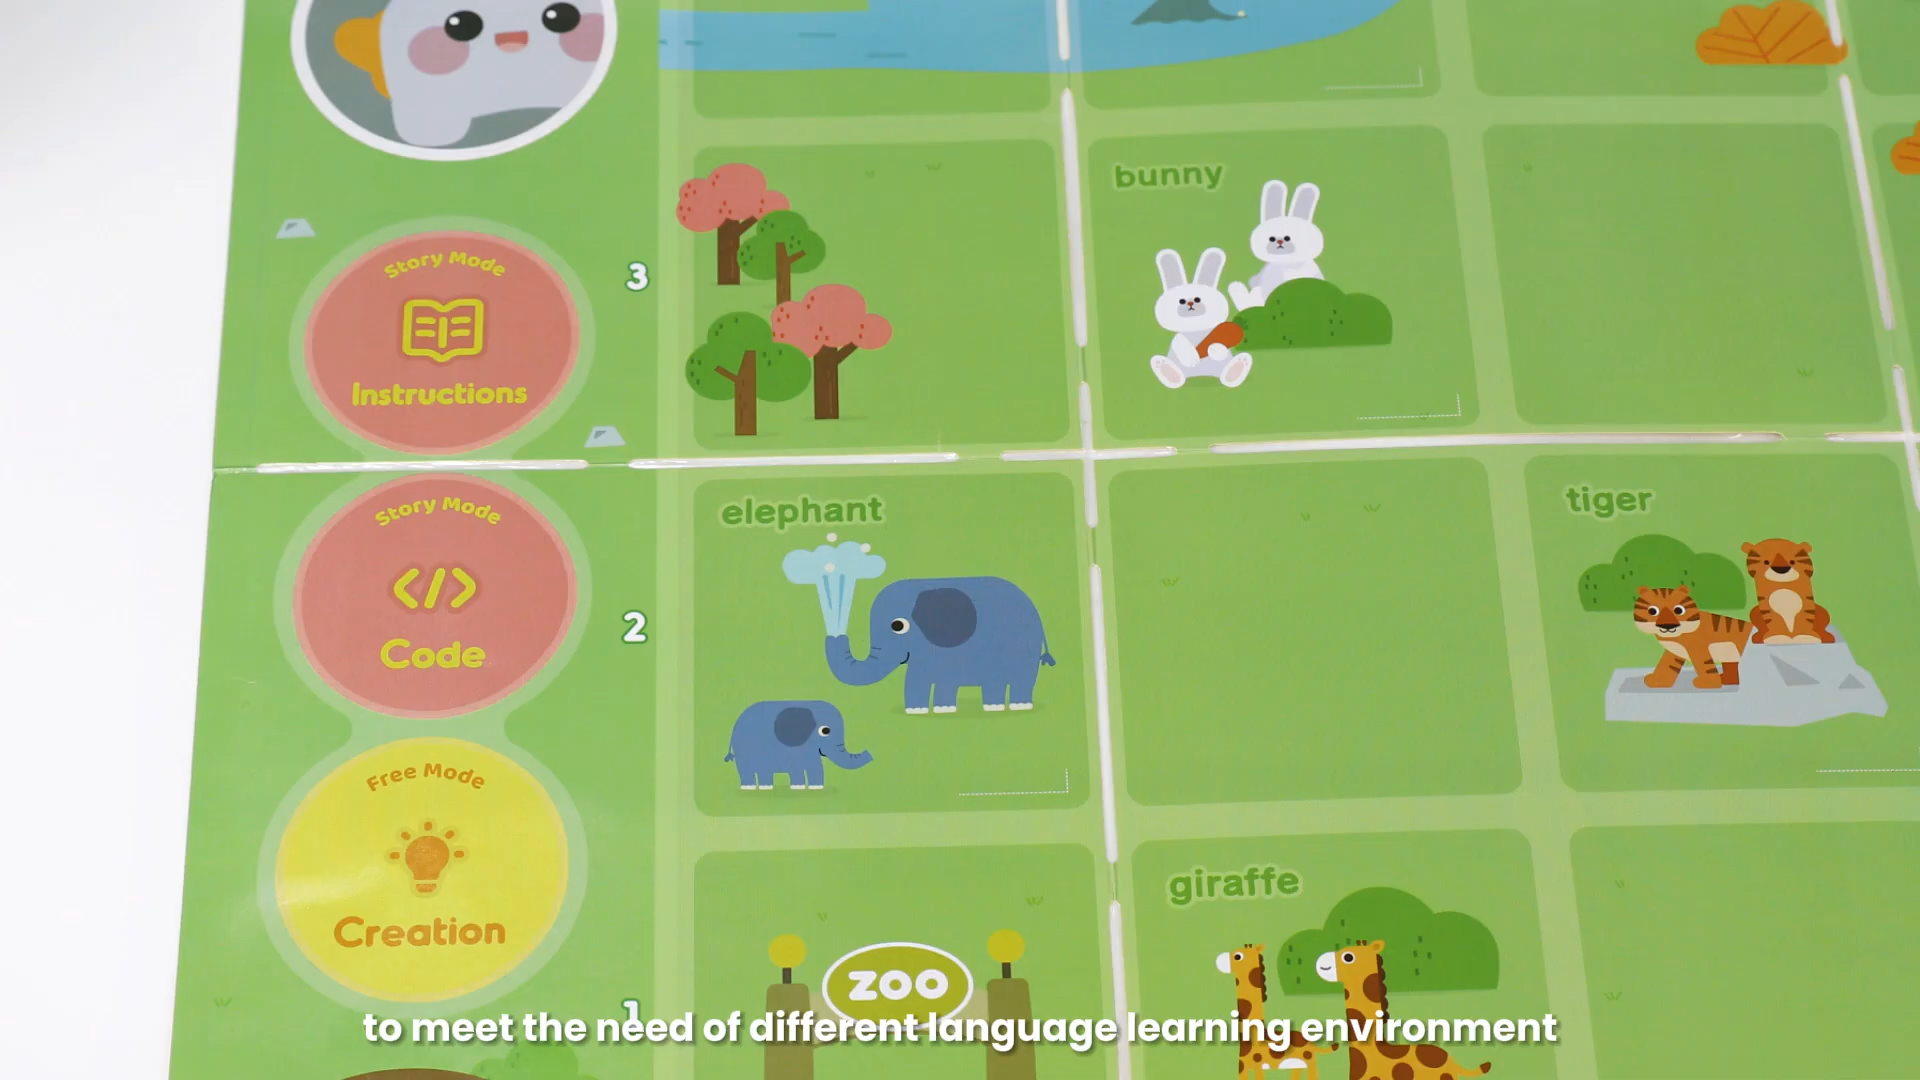 bunny
Story Mode
Instructions
3
elephant
tiger
Story Mode
Code
2
giraffe
Free Mode
Creation
ZOO
1
to meet the need of different language learning environment